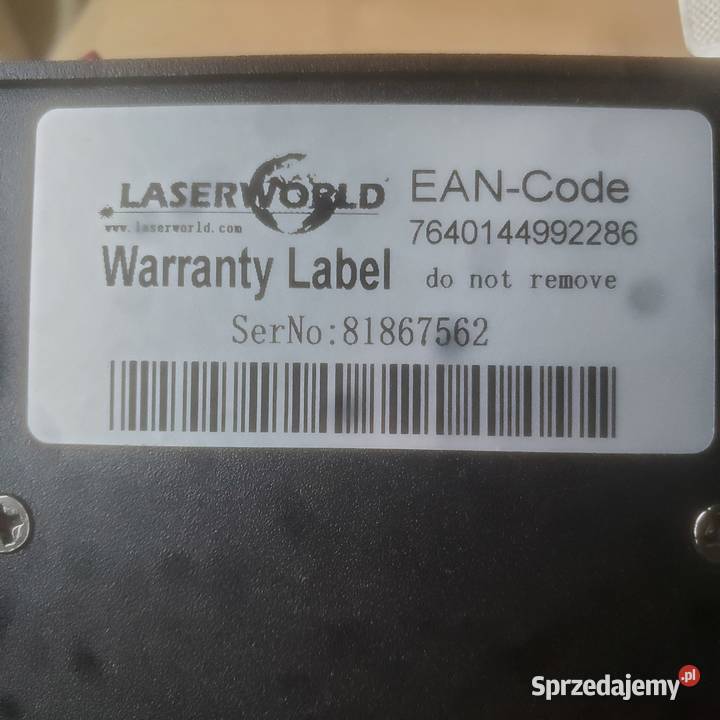 LASERWORLD
www.laserworld.com
EAN-Code
7640144992286
Warranty Label
do not remove
SerNo:81867562
Sprzedajemy.pl